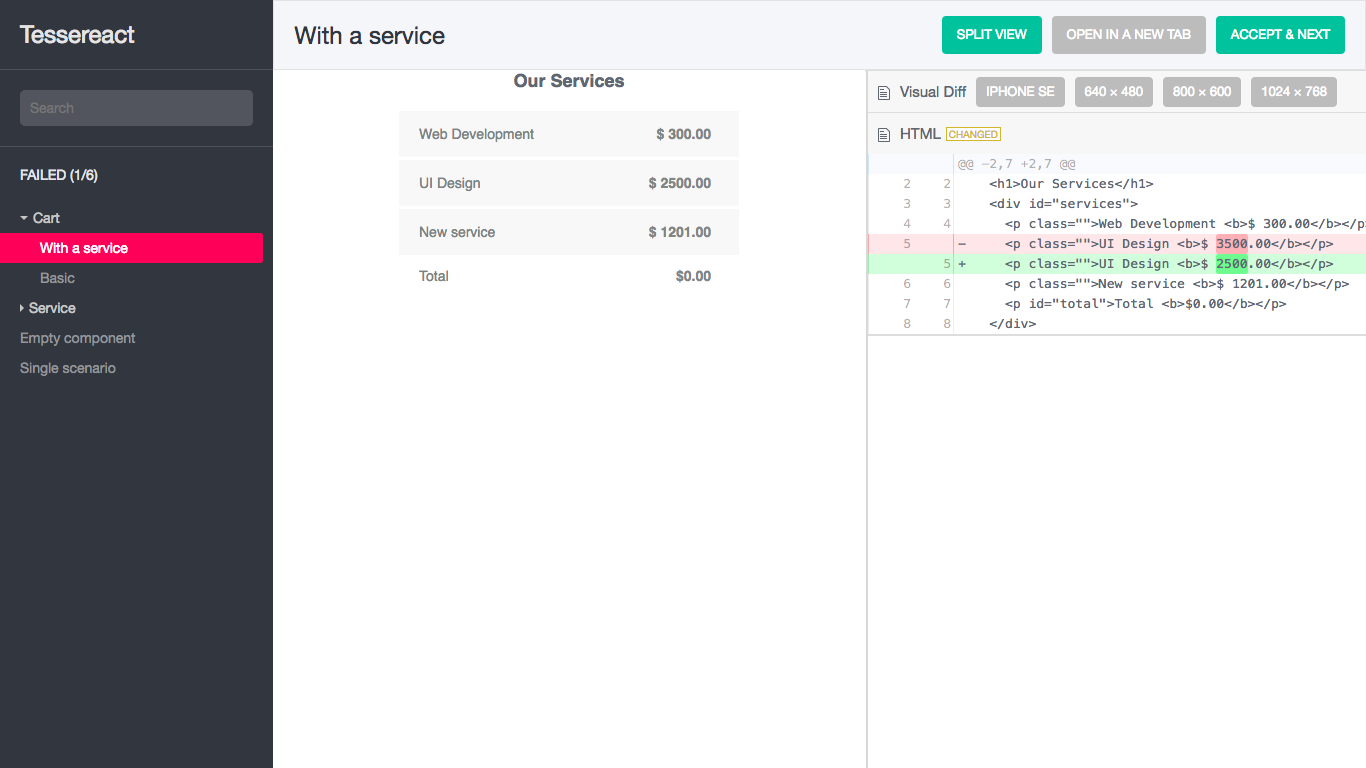 Tessereact
Search
FAILED (1/6)
Cart
With a service
Basic
Service
Empty component
Single scenario
With a service
SPLIT VIEW
OPEN IN A NEW TAB
ACCEPT & NEXT
Our Services
Web Development $ 300.00
UI Design $ 2500.00
New service $ 1201.00
Total $0.00
Visual Diff IPHONE SE 640 × 480 800 × 600 1024 × 768
HTML CHANGED
@@ −2,7 +2,7 @@
2 2 <h1>Our Services</h1>
3 3 <div id="services">
4 4 <p class="">Web Development <b>$ 300.00</b></p
5 − <p class="">UI Design <b>$ 3500.00</b></p>
5 + <p class="">UI Design <b>$ 2500.00</b></p>
6 6 <p class="">New service <b>$ 1201.00</b></p>
7 7 <p id="total">Total <b>$0.00</b></p>
8 8 </div>